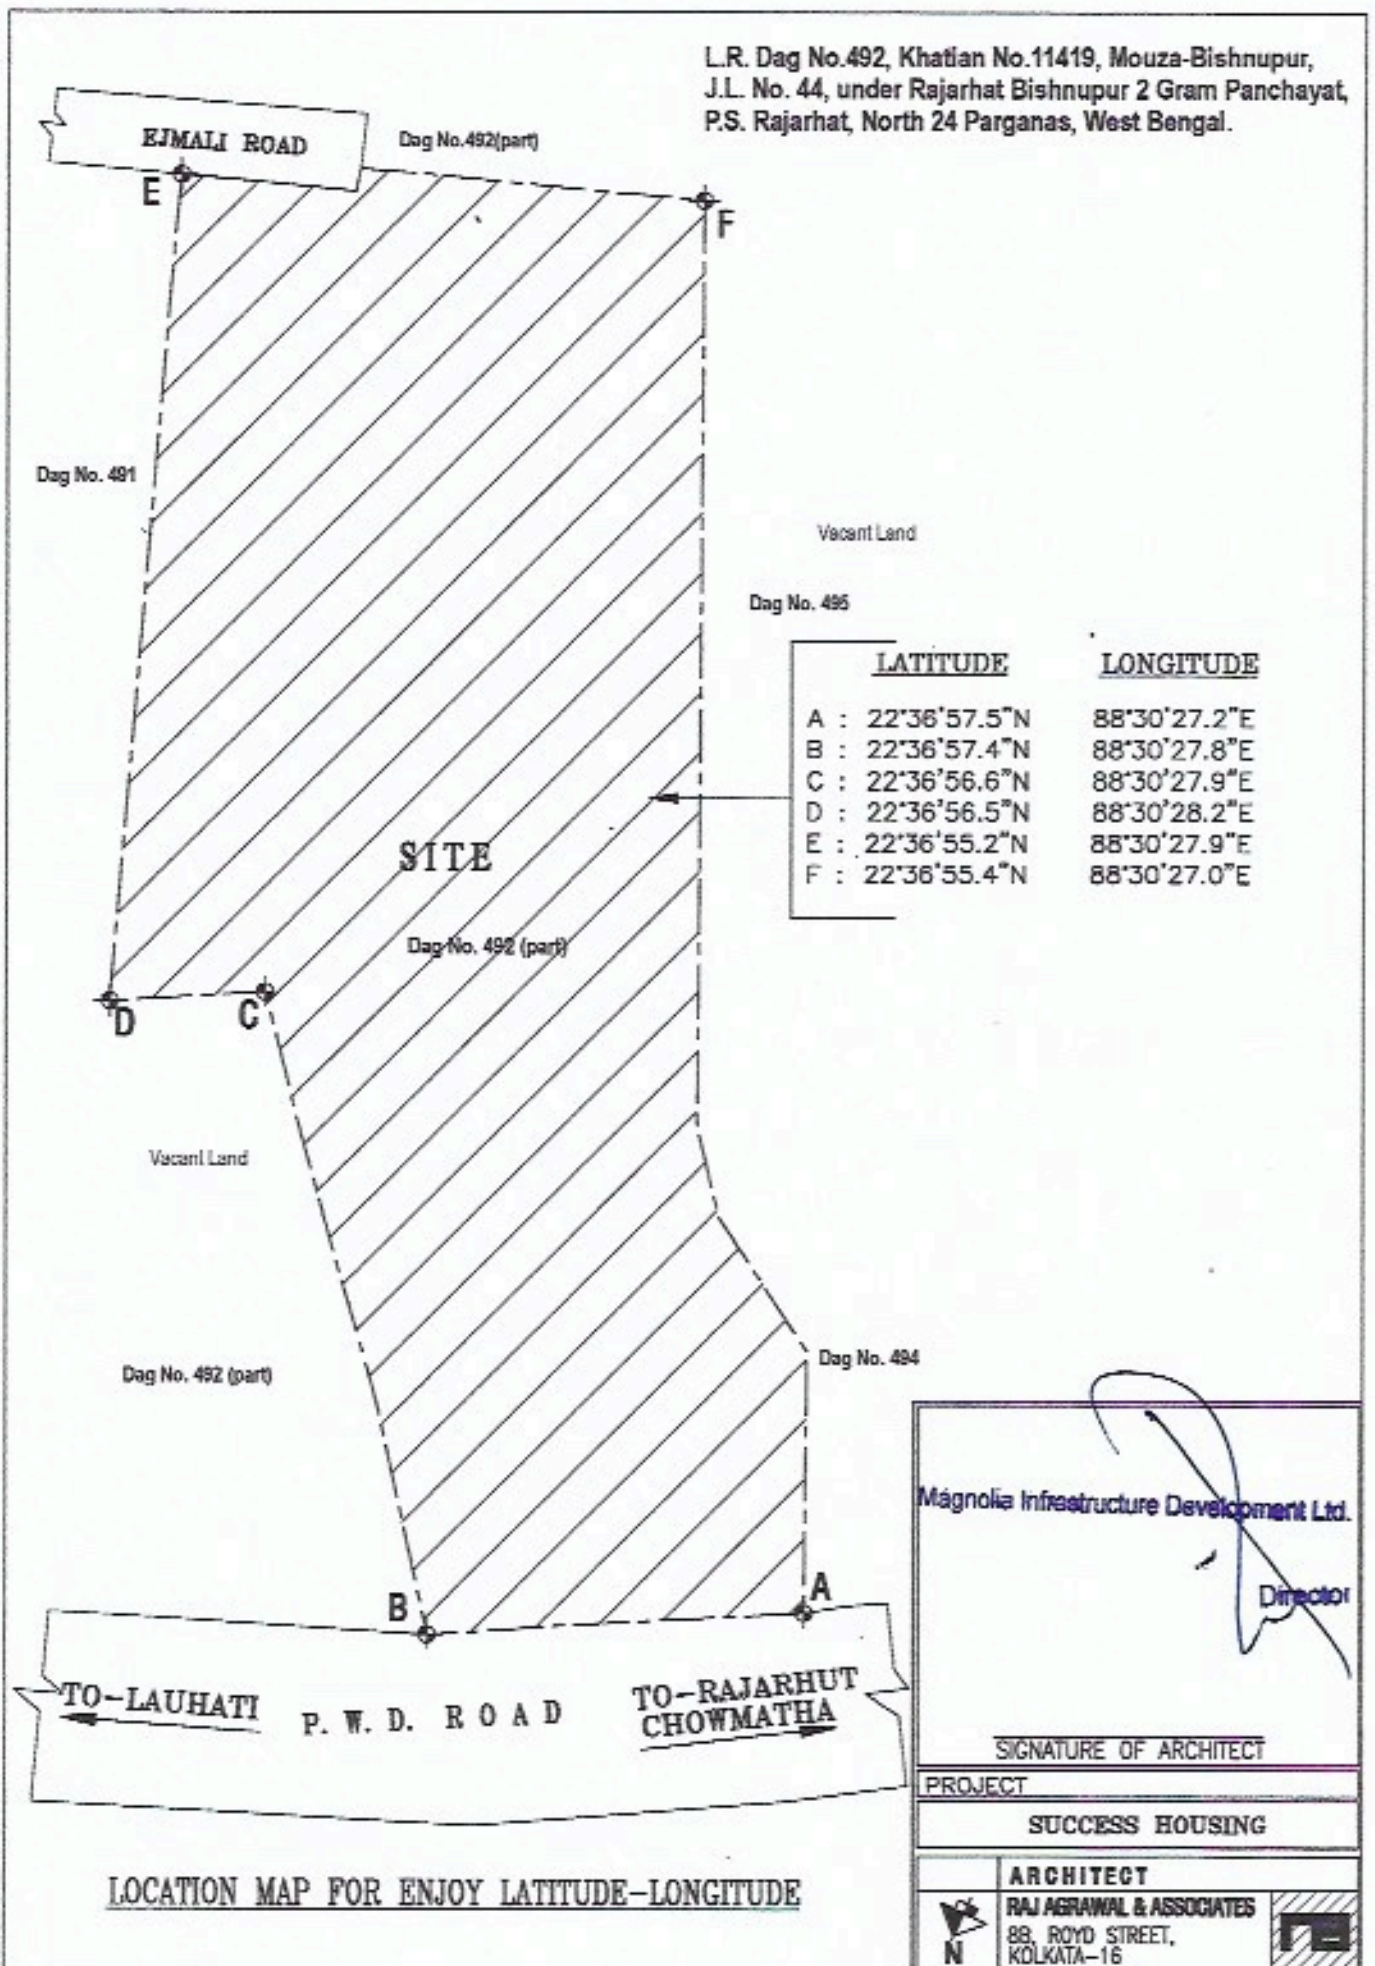 L.R. Dag No.492, Khatian No.11419, Mouza-Bishnupur,
J.L. No. 44, under Rajarhat Bishnupur 2 Gram Panchayat,
P.S. Rajarhat, North 24 Parganas, West Bengal.
EJMALI ROAD
Dag No.492(part)
E
F
Dag No. 491
Vacant Land
Dag No. 495
LATITUDE LONGITUDE
A : 22°36'57.5"N 88°30'27.2"E
B : 22°36'57.4"N 88°30'27.8"E
C : 22°36'56.6"N 88°30'27.9"E
D : 22°36'56.5"N 88°30'28.2"E
E : 22°36'55.2"N 88°30'27.9"E
F : 22°36'55.4"N 88°30'27.0"E
SITE
Dag No. 492 (part)
D
C
Vacant Land
Dag No. 492 (part)
Dag No. 494
B
A
TO-LAUHATI
P. W. D. ROAD
TO-RAJARHUT
CHOWMATHA
Magnolia Infrastructure Development Ltd.
Director
SIGNATURE OF ARCHITECT
PROJECT
SUCCESS HOUSING
ARCHITECT
RAJ AGRAWAL & ASSOCIATES
8B, ROYD STREET,
KOLKATA-16
N
LOCATION MAP FOR ENJOY LATITUDE-LONGITUDE